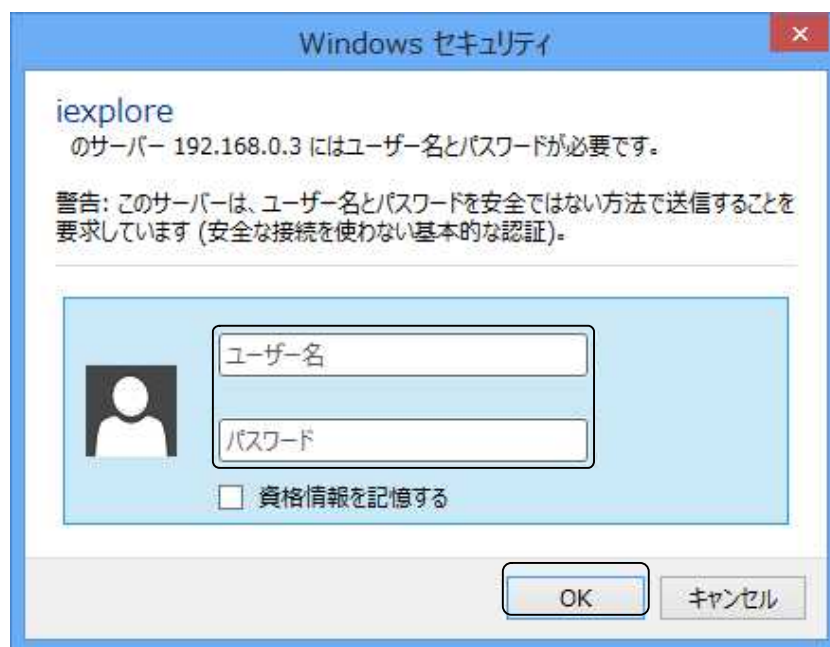 Windows セキュリティ
iexplore
のサーバー 192.168.0.3 にはユーザー名とパスワードが必要です。
警告: このサーバーは、ユーザー名とパスワードを安全ではない方法で送信することを
要求しています (安全な接続を使わない基本的な認証)。
ユーザー名
パスワード
資格情報を記憶する
OK
キャンセル